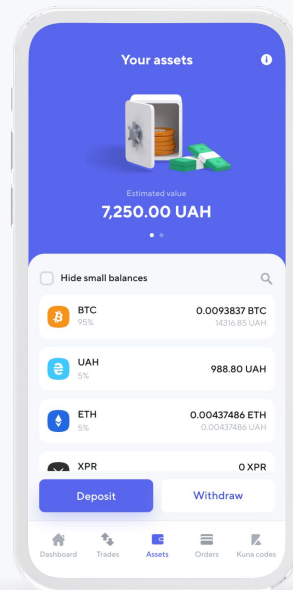 Your assets
Estimated value
7,250.00 UAH
Hide small balances
BTC
0.0093837 BTC
95%
14316.85 UAH
UAH
988.80 UAH
5%
ETH
0.00437486 ETH
5%
0.00437486 UAH
XPR
0 XPR
Deposit
Withdraw
Dashboard
Trades
Assets
Orders
Kuna codes